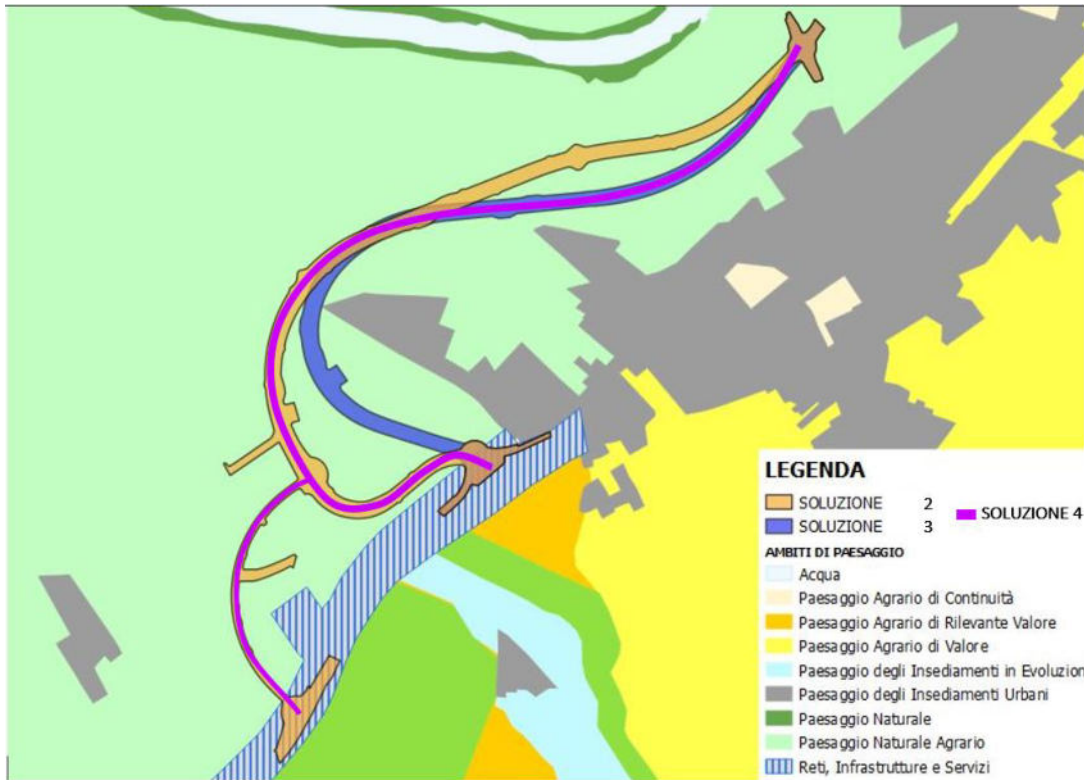 LEGENDA
SOLUZIONE 2
SOLUZIONE 3
SOLUZIONE 4
AMBITI DI PAESAGGIO
Acqua
Paesaggio Agrario di Continuità
Paesaggio Agrario di Rilevante Valore
Paesaggio Agrario di Valore
Paesaggio degli Insediamenti in Evoluzion
Paesaggio degli Insediamenti Urbani
Paesaggio Naturale
Paesaggio Naturale Agrario
Reti, Infrastrutture e Servizi